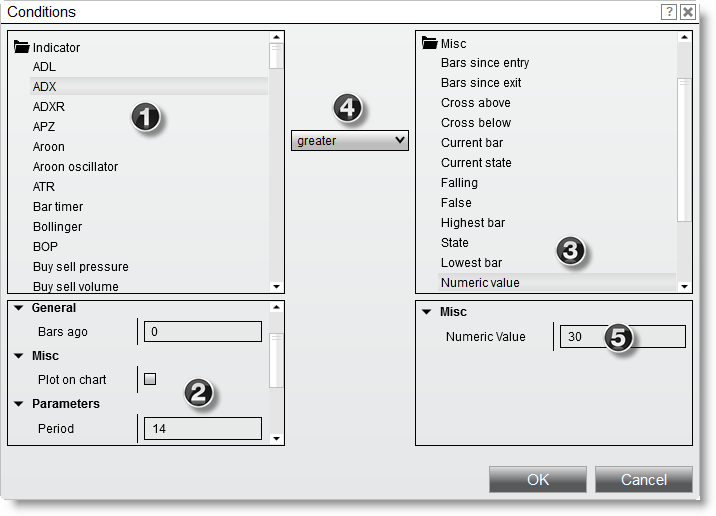 Conditions
?
Indicator
ADL
ADX
ADXR
APZ
Aroon
Aroon oscillator
ATR
Bar timer
Bollinger
BOP
Buy sell pressure
Buy sell volume
1
4
greater
Misc
Bars since entry
Bars since exit
Cross above
Cross below
Current bar
Current state
Falling
False
Highest bar
State
Lowest bar
Numeric value
3
General
Bars ago 0
Misc
Plot on chart
2
Parameters
Period 14
Misc
Numeric Value 30
5
OK Cancel